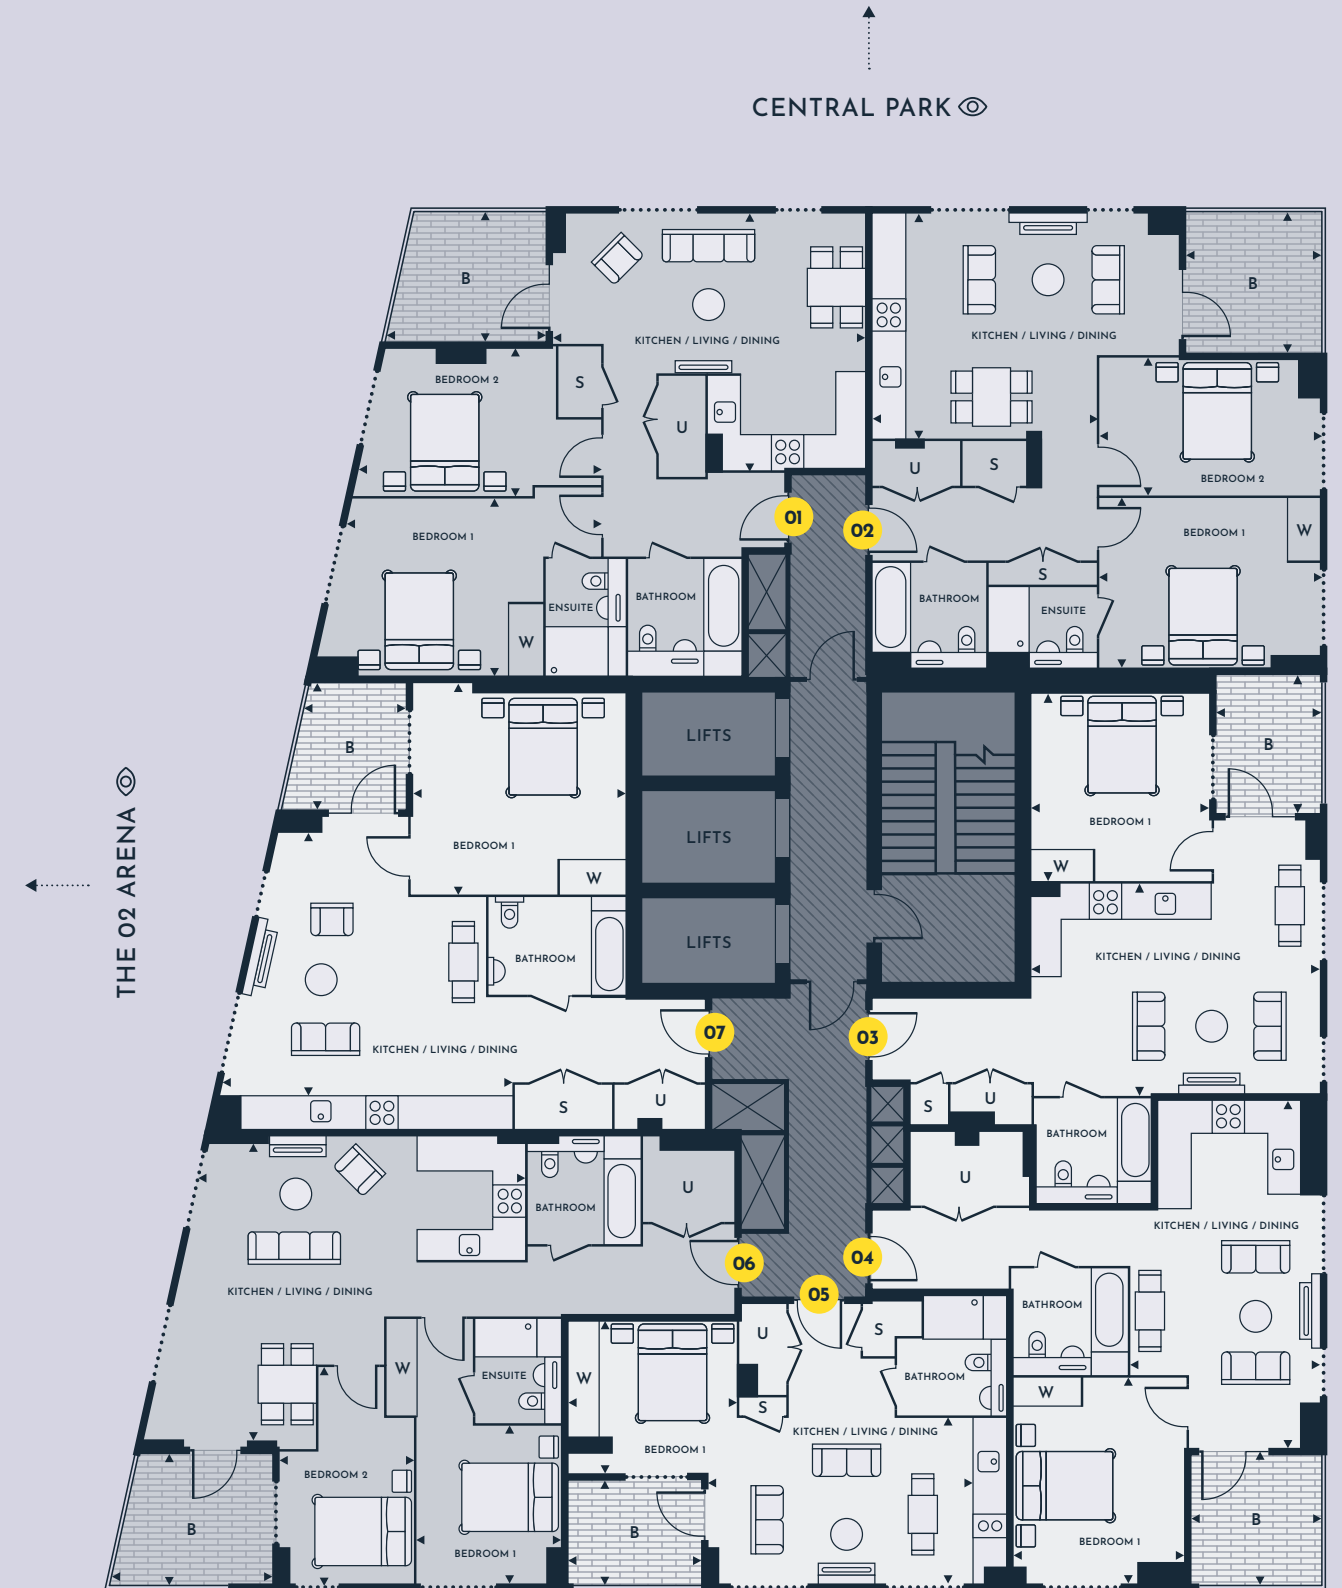 CENTRAL PARK
B
B
KITCHEN / LIVING / DINING
KITCHEN / LIVING / DINING
BEDROOM 2
S
U
U
S
BEDROOM 2
BEDROOM 1
01
02
BEDROOM 1
W
ENSUITE
BATHROOM
W
BATHROOM
S
ENSUITE
B
LIFTS
B
THE O2 ARENA
BEDROOM 1
W
LIFTS
BEDROOM 1
W
BATHROOM
LIFTS
KITCHEN / LIVING / DINING
KITCHEN / LIVING / DINING
07
03
S
U
S
U
BATHROOM
BATHROOM
U
U
KITCHEN / LIVING / DINING
KITCHEN / LIVING / DINING
06
04
05
BATHROOM
W
ENSUITE
W
U
S
S
BATHROOM
W
KITCHEN / LIVING / DINING
BEDROOM 2
BEDROOM 1
B
B
B
BEDROOM 1
BEDROOM 1